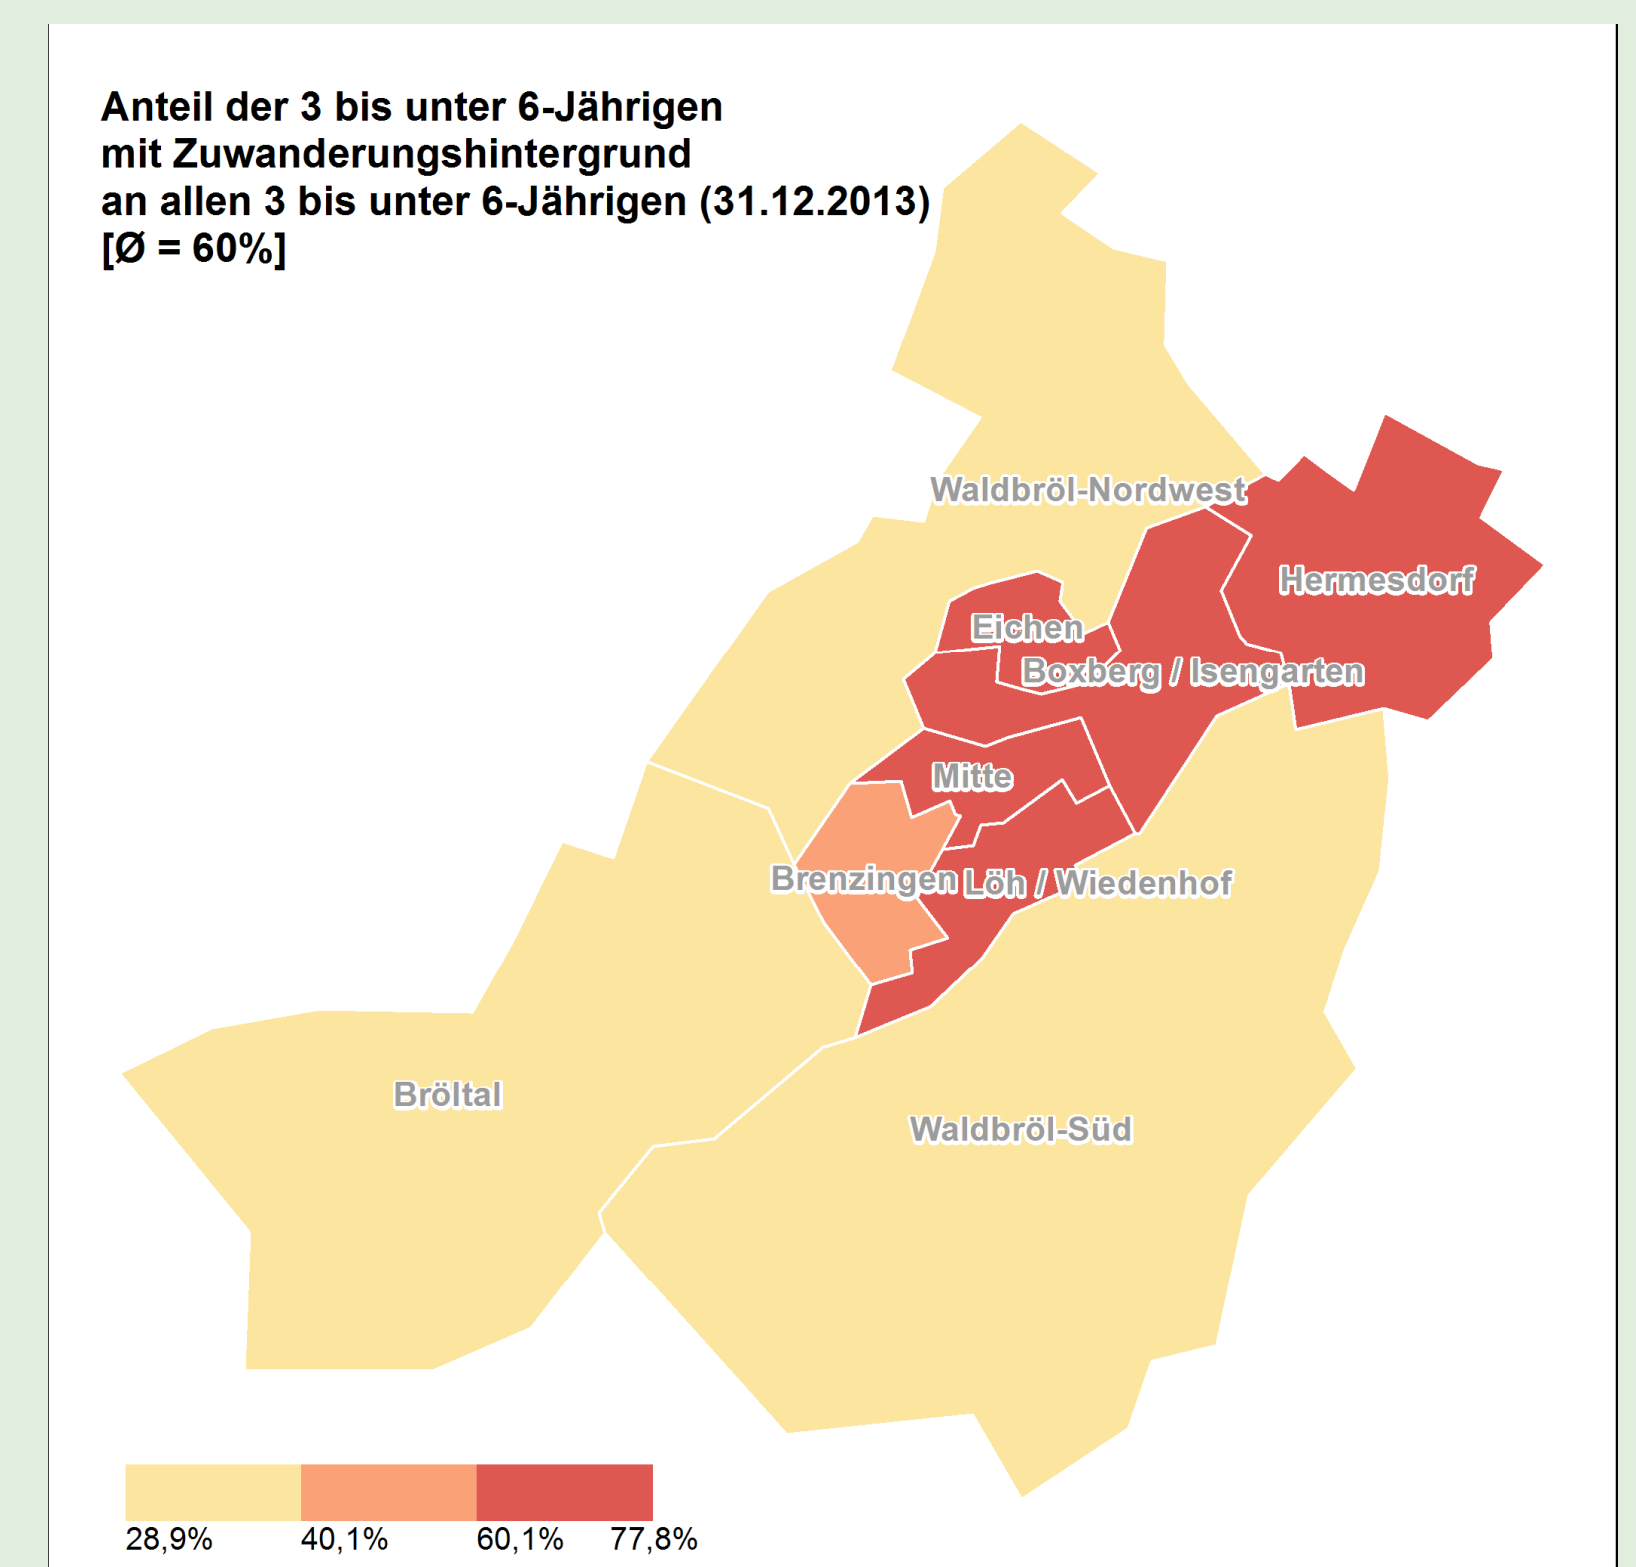 Anteil der 3 bis unter 6-Jährigen
mit Zuwanderungshintergrund
an allen 3 bis unter 6-Jährigen (31.12.2013)
[Ø = 60%]
Waldbröl-Nordwest
Hermesdorf
Eichen
Boxberg / Isengarten
Mitte
Brenzingen
Löh / Wiedenhof
Bröltal
Waldbröl-Süd
28,9% 40,1% 60,1% 77,8%